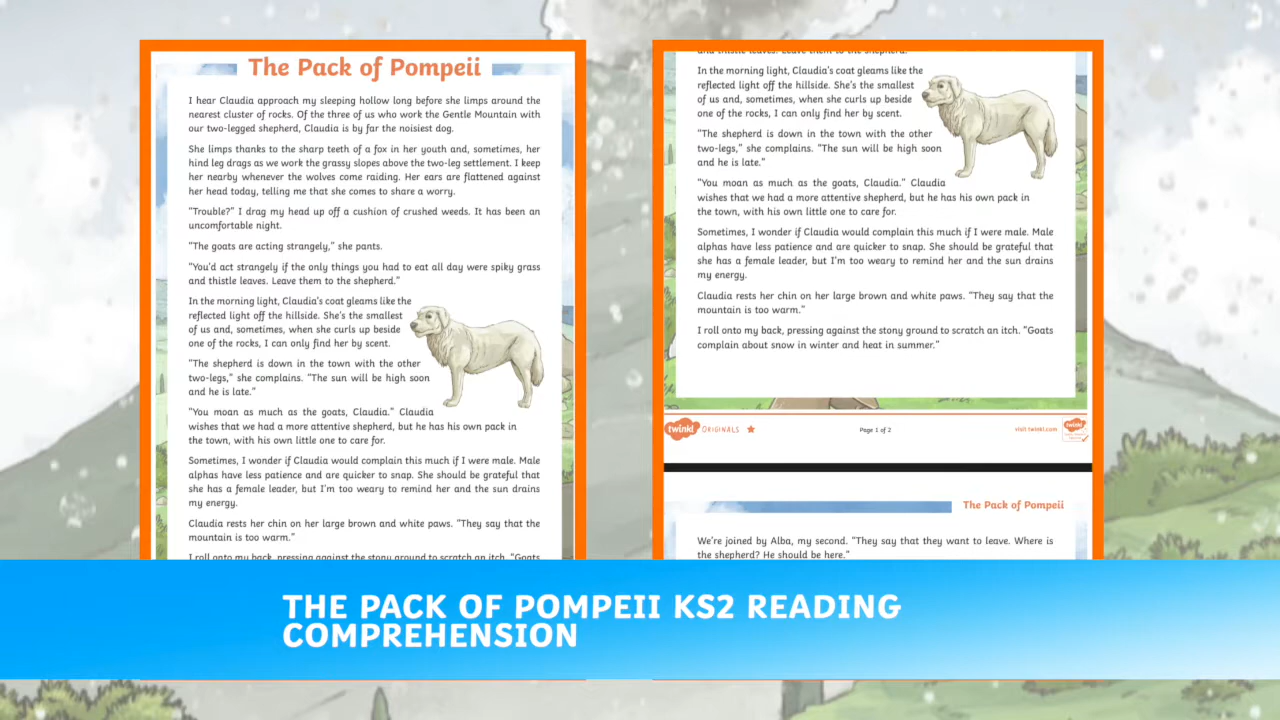 The Pack of Pompeii
I hear Claudia approach my sleeping hollow long before she limps around the
nearest cluster of rocks. Of the three of us who work the Gentle Mountain with
our two-legged shepherd, Claudia is by far the noisiest dog.
She limps thanks to the sharp teeth of a fox in her youth and, sometimes, her
hind leg drags as we work the grassy slopes above the two-leg settlement. I keep
her nearby whenever the wolves come raiding. Her ears are flattened against
her head today, telling me that she comes to share a worry.
“Trouble?” I drag my head up off a cushion of crushed weeds. It has been an
uncomfortable night.
“The goats are acting strangely,” she pants.
“You’d act strangely if the only things you had to eat all day were spiky grass
and thistle leaves. Leave them to the shepherd.”
In the morning light, Claudia’s coat gleams like the
reflected light off the hillside. She’s the smallest
of us and, sometimes, when she curls up beside
one of the rocks, I can only find her by scent.
“The shepherd is down in the town with the other
two-legs,” she complains. “The sun will be high soon
and he is late.”
“You moan as much as the goats, Claudia.” Claudia
wishes that we had a more attentive shepherd, but he has his own pack in
the town, with his own little one to care for.
Sometimes, I wonder if Claudia would complain this much if I were male. Male
alphas have less patience and are quicker to snap. She should be grateful that
she has a female leader, but I’m too weary to remind her and the sun drains
my energy.
Claudia rests her chin on her large brown and white paws. “They say that the
mountain is too warm.”
I roll onto my back, pressing against the stony ground to scratch an itch. “Goats
and thistle leaves. Leave them to the shepherd.
In the morning light, Claudia’s coat gleams like the
reflected light off the hillside. She’s the smallest
of us and, sometimes, when she curls up beside
one of the rocks, I can only find her by scent.
“The shepherd is down in the town with the other
two-legs,” she complains. “The sun will be high soon
and he is late.”
“You moan as much as the goats, Claudia.” Claudia
wishes that we had a more attentive shepherd, but he has his own pack in
the town, with his own little one to care for.
Sometimes, I wonder if Claudia would complain this much if I were male. Male
alphas have less patience and are quicker to snap. She should be grateful that
she has a female leader, but I’m too weary to remind her and the sun drains
my energy.
Claudia rests her chin on her large brown and white paws. “They say that the
mountain is too warm.”
I roll onto my back, pressing against the stony ground to scratch an itch. “Goats
complain about snow in winter and heat in summer.”
twinkl ORIGINALS
Page 1 of 2
visit twinkl.com
twinkl
The Pack of Pompeii
We’re joined by Alba, my second. “They say that they want to leave. Where is
the shepherd? He should be here.”
THE PACK OF POMPEII KS2 READING
COMPREHENSION